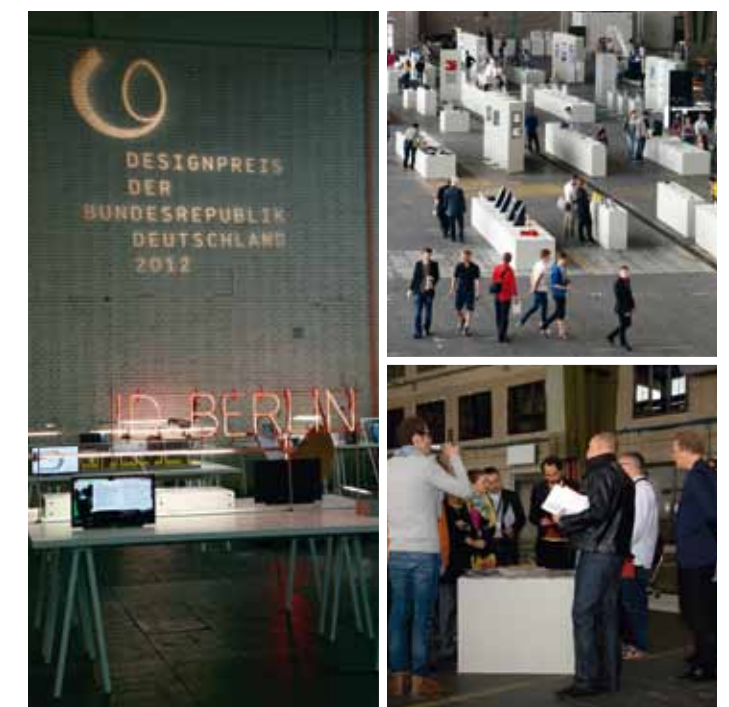 DESIGNPREIS
DER
BUNDESREPUBLIK
DEUTSCHLAND
2012
ID BERLIN